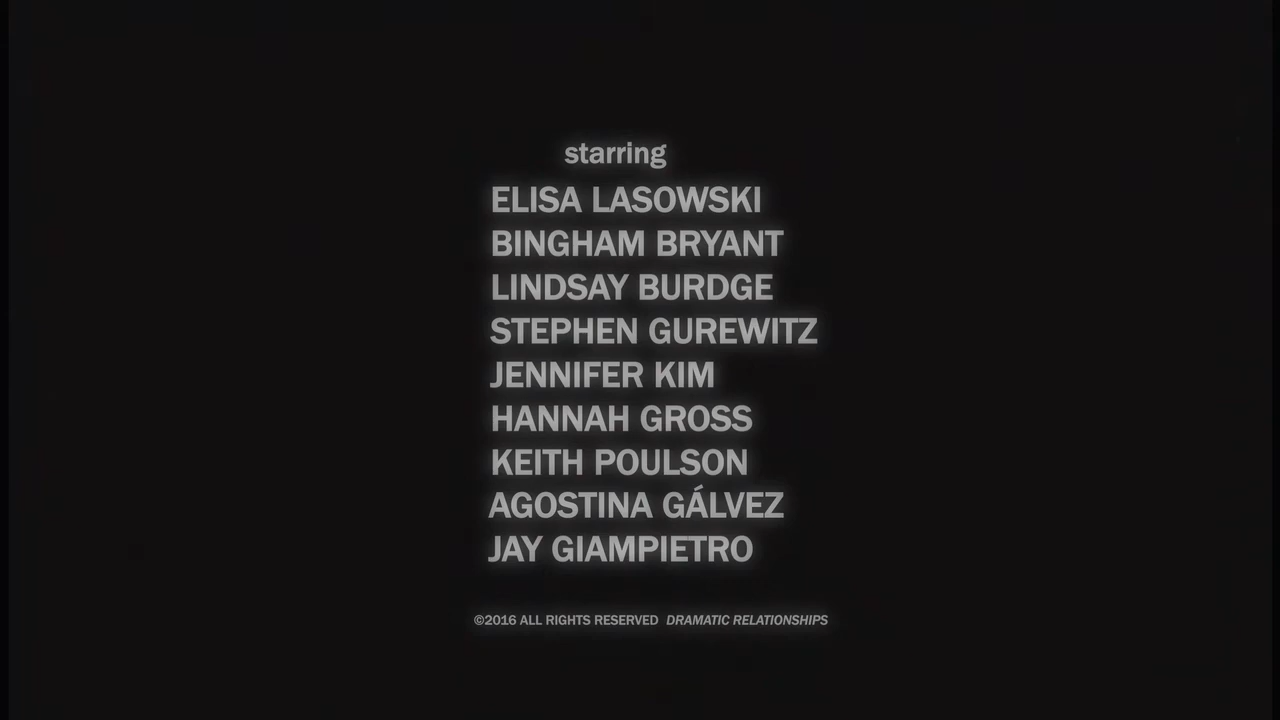 starring
ELISA LASOWSKI
BINGHAM BRYANT
LINDSAY BURDGE
STEPHEN GUREWITZ
JENNIFER KIM
HANNAH GROSS
KEITH POULSON
AGOSTINA GÁLVEZ
JAY GIAMPIETRO
©2016 ALL RIGHTS RESERVED DRAMATIC RELATIONSHIPS